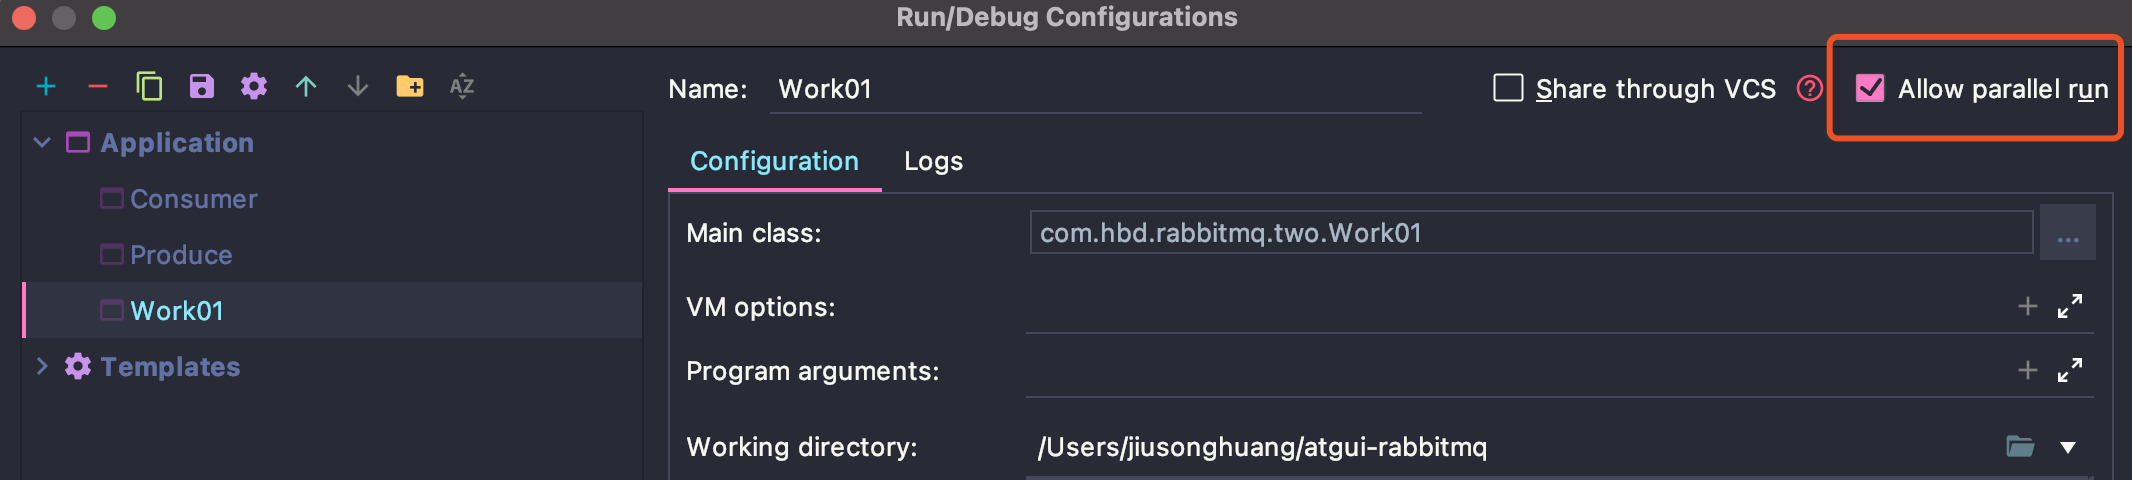 Run/Debug Configurations
Name: Work01 Share through VCS ? Allow parallel run
Application
Consumer
Produce
Work01
Templates
Configuration Logs
Main class: com.hbd.rabbitmq.two.Work01 ...
VM options:
Program arguments:
Working directory: /Users/jiusonghuang/atgui-rabbitmq